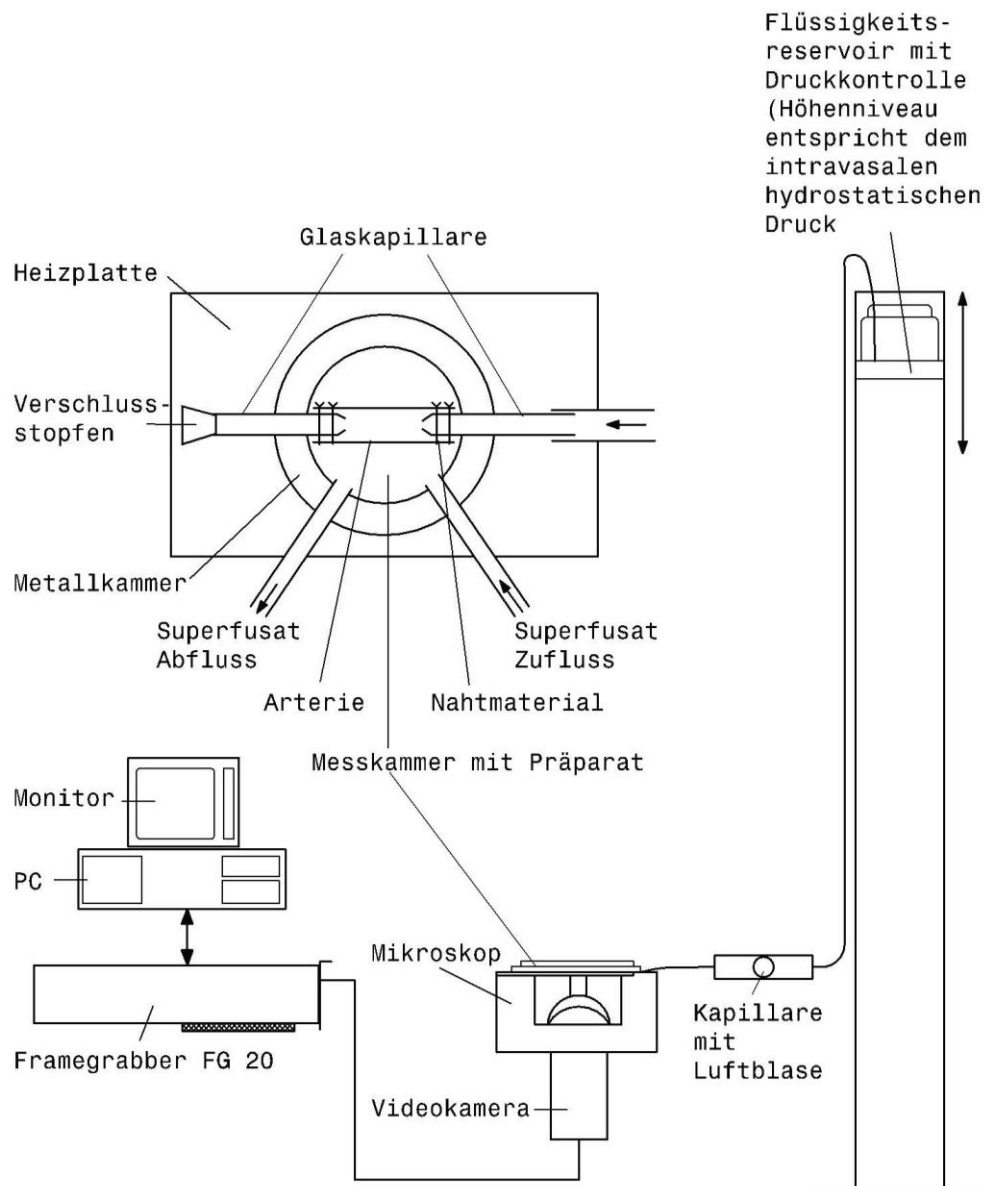 Flüssigkeits-
reservoir mit
Druckkontrolle
(Höhenniveau
entspricht dem
intravasalen
hydrostatischen
Druck
Glaskapillare
Heizplatte
Verschluss-
stopfen
Metallkammer
Superfusat
Abfluss
Superfusat
Zufluss
Arterie
Nahtmaterial
Messkammer mit Präparat
Monitor
PC
Mikroskop
Framegrabber FG 20
Kapillare
mit
Luftblase
Videokamera